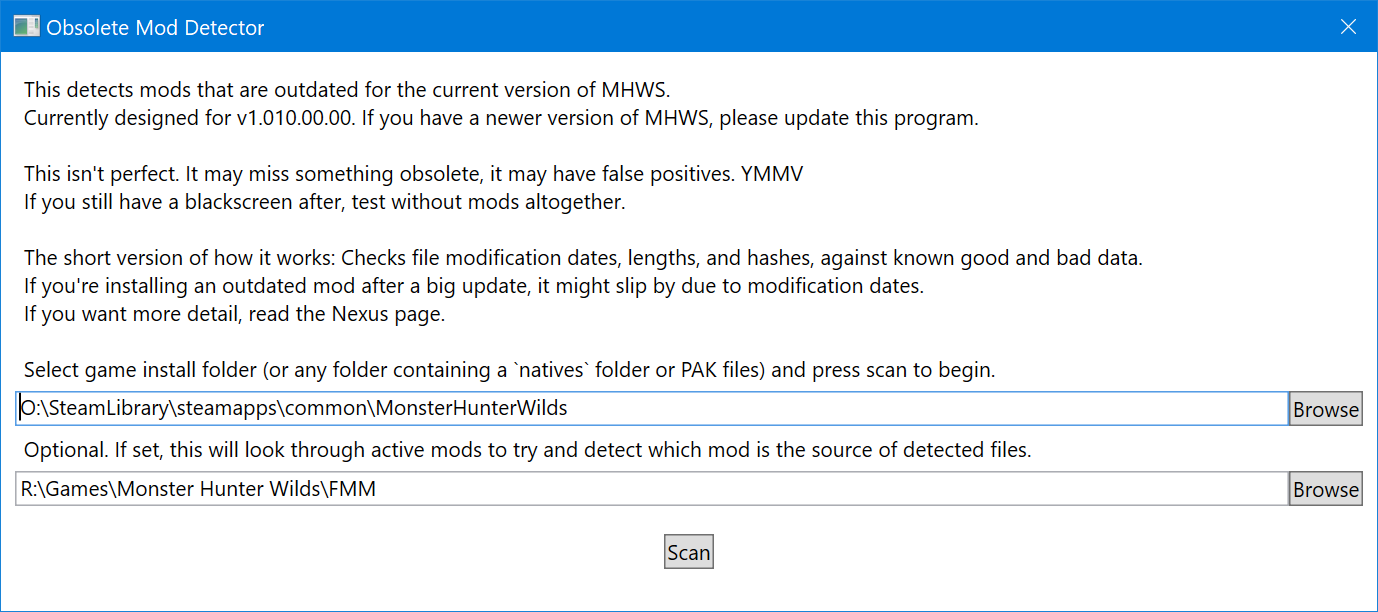 Obsolete Mod Detector
This detects mods that are outdated for the current version of MHWS.
Currently designed for v1.010.00.00. If you have a newer version of MHWS, please update this program.
This isn't perfect. It may miss something obsolete, it may have false positives. YMMV
If you still have a blackscreen after, test without mods altogether.
The short version of how it works: Checks file modification dates, lengths, and hashes, against known good and bad data.
If you're installing an outdated mod after a big update, it might slip by due to modification dates.
If you want more detail, read the Nexus page.
Select game install folder (or any folder containing a `natives` folder or PAK files) and press scan to begin.
O:\SteamLibrary\steamapps\common\MonsterHunterWilds Browse
Optional. If set, this will look through active mods to try and detect which mod is the source of detected files.
R:\Games\Monster Hunter Wilds\FMM Browse
Scan